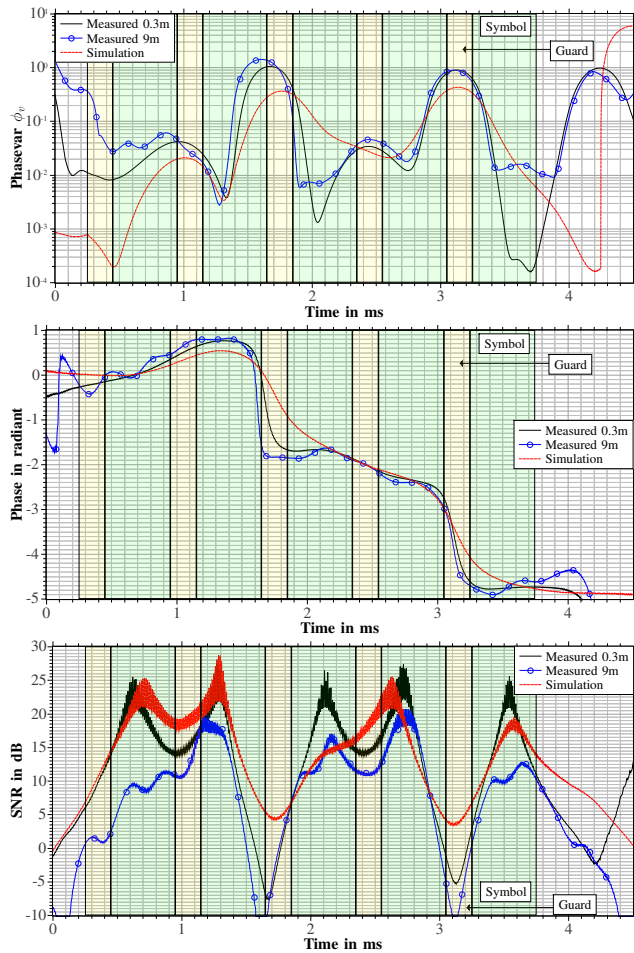 10¹
Measured 0.3m
Measured 9m
Simulation
Symbol
Guard
10⁰
10⁻¹
10⁻²
10⁻³
10⁻⁴
Phasevar ϕᵥ
0 1 2 3 4
Time in ms
1
0
-1
-2
-3
-4
-5
Phase in radiant
Symbol
Guard
Measured 0.3m
Measured 9m
Simulation
0 1 2 3 4
Time in ms
30
25
20
15
10
5
0
-5
-10
SNR in dB
Measured 0.3m
Measured 9m
Simulation
Symbol
Guard
0 1 2 3 4
Time in ms